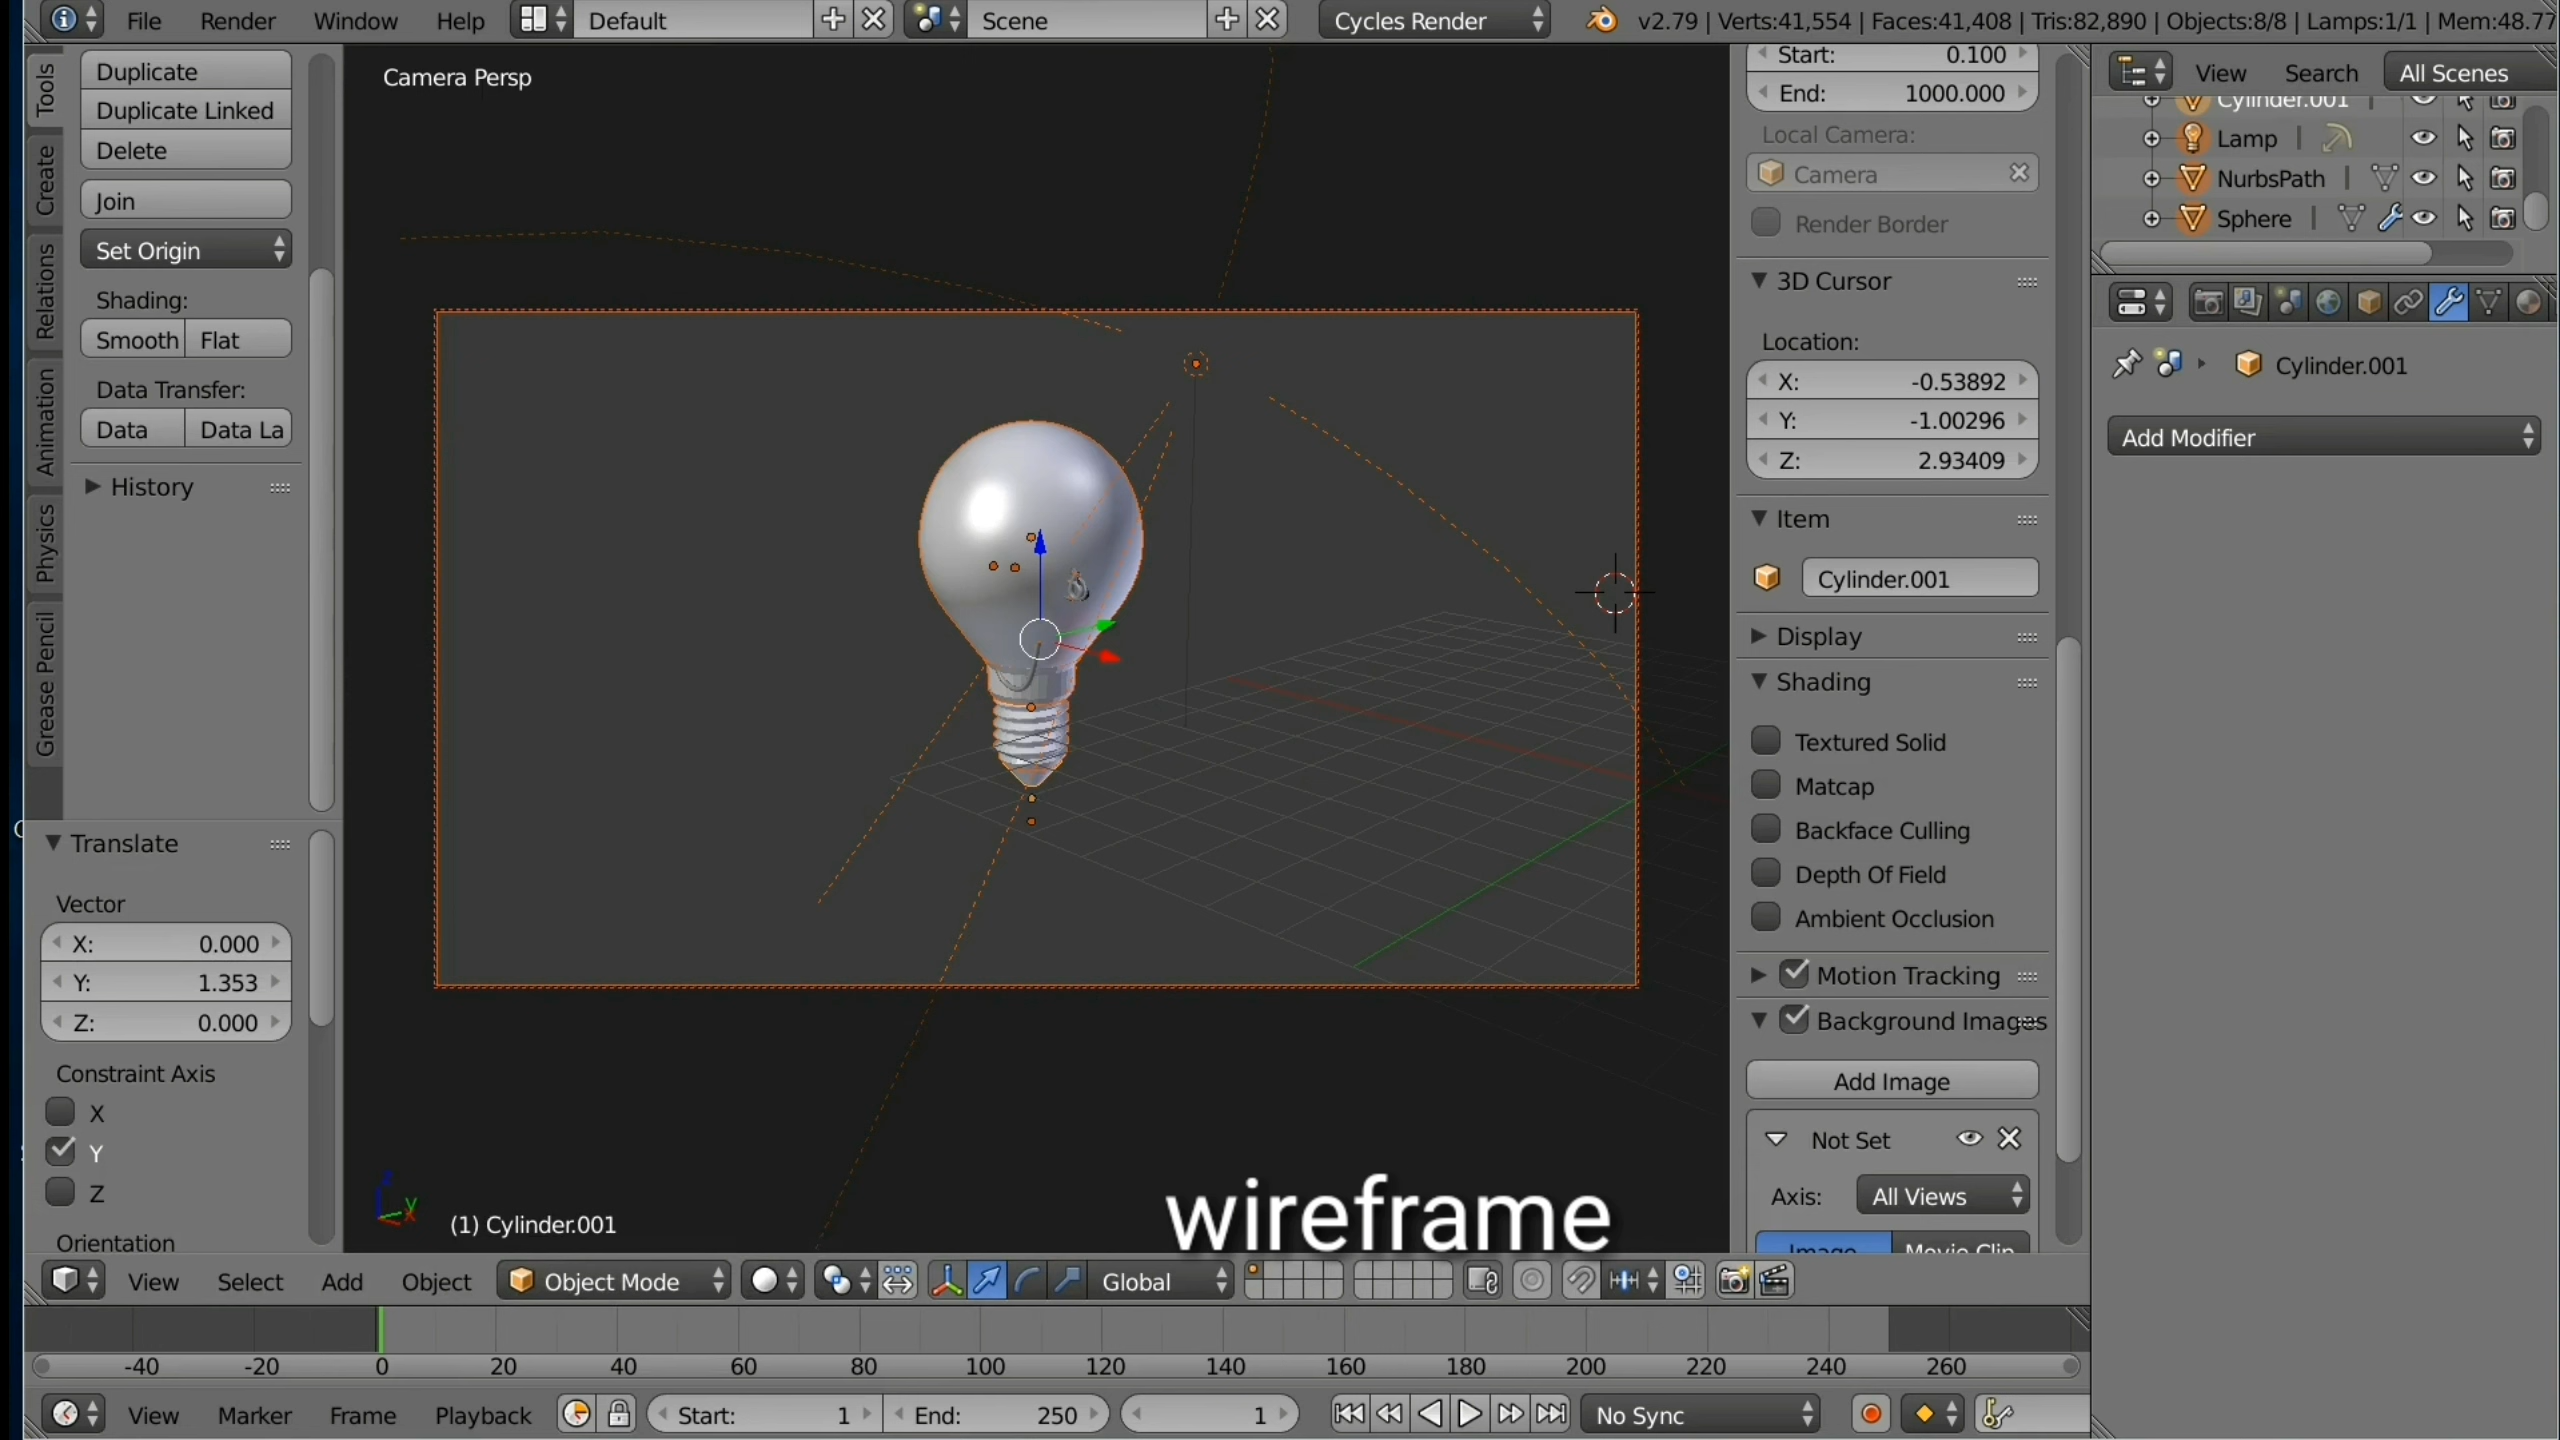 File Render Window Help Default Scene Cycles Render v2.79 | Verts:41,554 | Faces:41,408 | Tris:82,890 | Objects:8/8 | Lamps:1/1 | Mem:48.77
Tools
Create
Relations
Animation
Physics
Grease Pencil
Duplicate
Duplicate Linked
Delete
Join
Set Origin
Shading:
Smooth Flat
Data Transfer:
Data Data La
History
Translate
Vector
X: 0.000
Y: 1.353
Z: 0.000
Constraint Axis
X
Y
Z
Orientation
Camera Persp
(1) Cylinder.001
wireframe
Start: 0.100
End: 1000.000
Local Camera:
Camera
Render Border
3D Cursor
Location:
X: -0.53892
Y: -1.00296
Z: 2.93409
Item
Cylinder.001
Display
Shading
Textured Solid
Matcap
Backface Culling
Depth Of Field
Ambient Occlusion
Motion Tracking
Background Images
Add Image
Not Set
Axis: All Views
Image Movie Clip
View Search All Scenes
Cylinder.001
Lamp
NurbsPath
Sphere
Cylinder.001
Add Modifier
View Select Add Object Object Mode Global
-40 -20 0 20 40 60 80 100 120 140 160 180 200 220 240 260
View Marker Frame Playback Start: 1 End: 250 1 No Sync